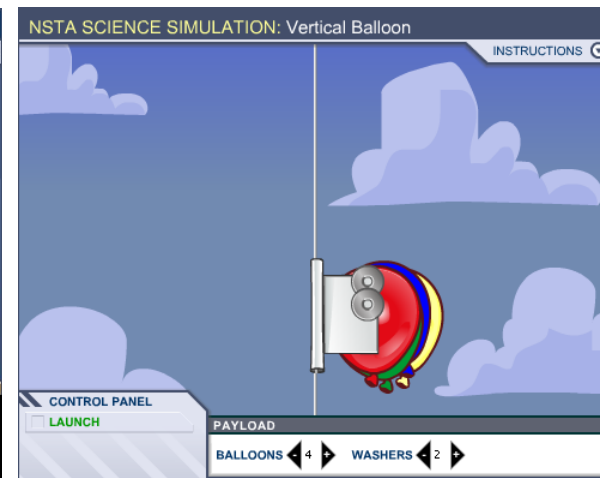 NSTA SCIENCE SIMULATION: Vertical Balloon
INSTRUCTIONS
CONTROL PANEL
LAUNCH
PAYLOAD
BALLOONS - 4 + WASHERS - 2 +